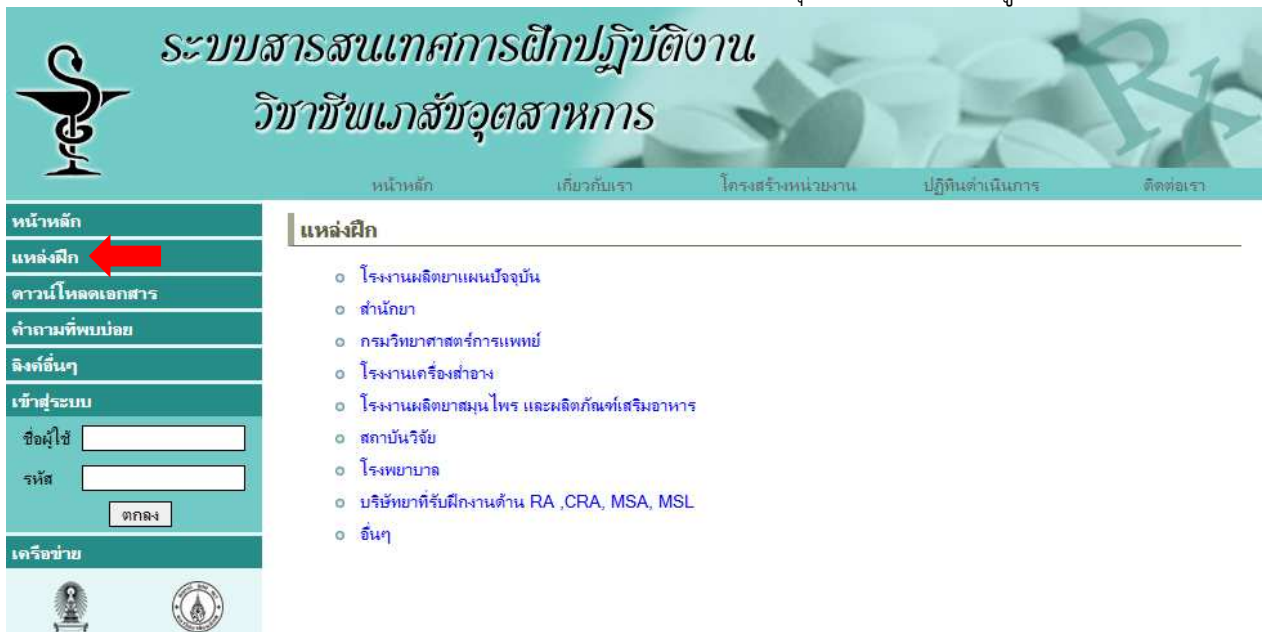 ระบบสารสนเทศการฝึกปฏิบัติงาน
วิชาชีพเภสัชอุตสาหการ
Rx
หน้าหลัก เกี่ยวกับเรา โครงสร้างหน่วยงาน ปฏิทินดำเนินการ ติดต่อเรา
หน้าหลัก
แหล่งฝึก
ดาวน์โหลดเอกสาร
คำถามที่พบบ่อย
ลิงค์อื่นๆ
เข้าสู่ระบบ
ชื่อผู้ใช้
รหัส
ตกลง
เครือข่าย
แหล่งฝึก
โรงงานผลิตยาแผนปัจจุบัน
สำนักยา
กรมวิทยาศาสตร์การแพทย์
โรงงานเครื่องสำอาง
โรงงานผลิตยาสมุนไพร และผลิตภัณฑ์เสริมอาหาร
สถาบันวิจัย
โรงพยาบาล
บริษัทยาที่รับฝึกงานด้าน RA ,CRA, MSA, MSL
อื่นๆ